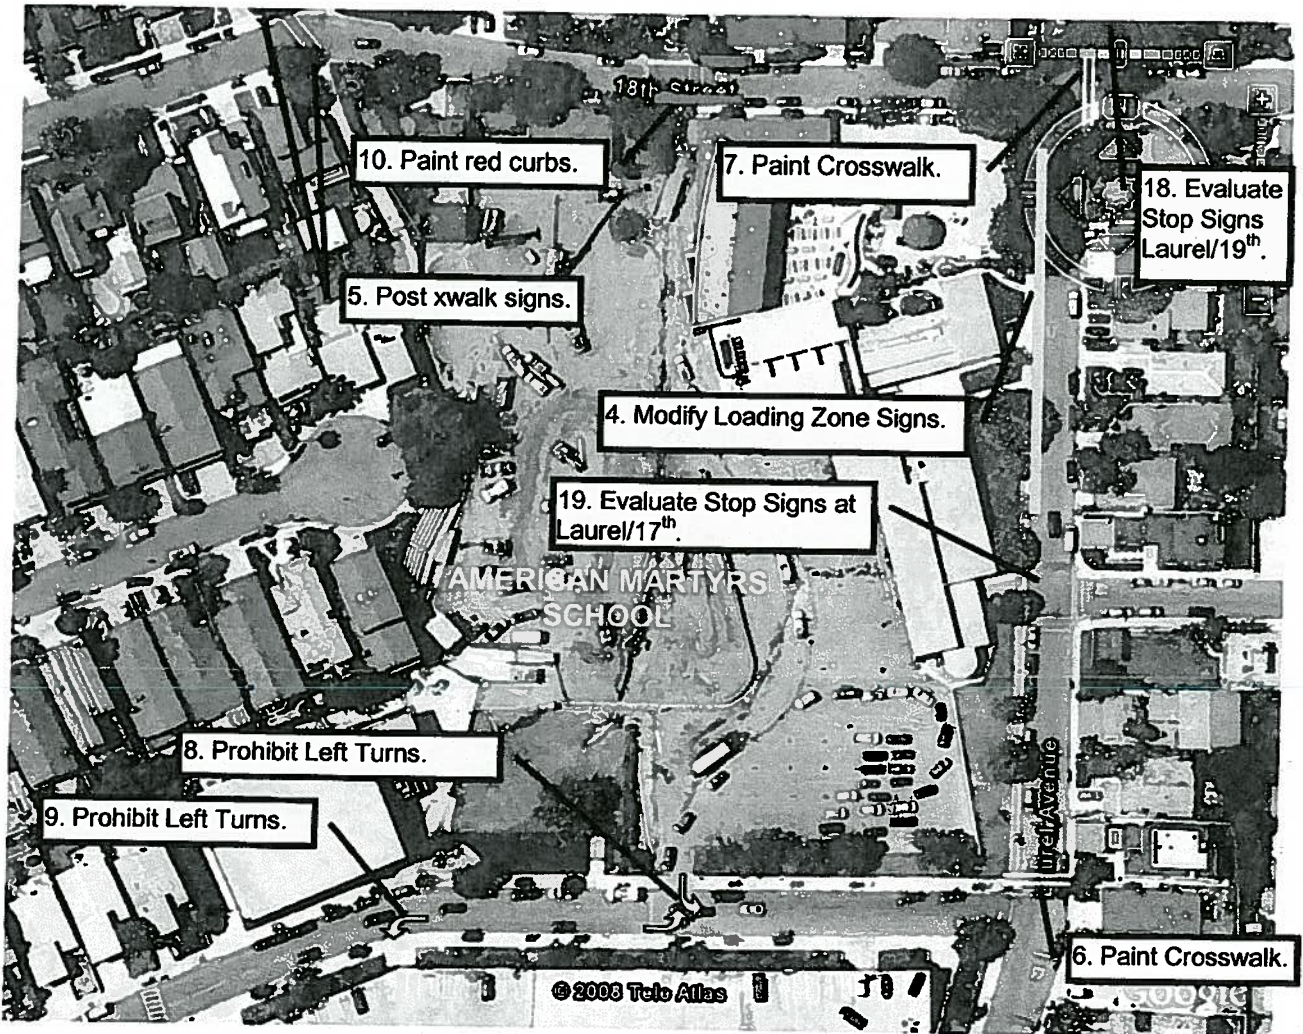 18th Street
10. Paint red curbs.
7. Paint Crosswalk.
18. Evaluate
Stop Signs
Laurel/19th.
5. Post xwalk signs.
4. Modify Loading Zone Signs.
19. Evaluate Stop Signs at
Laurel/17th.
AMERICAN MARTYRS
SCHOOL
8. Prohibit Left Turns.
9. Prohibit Left Turns.
Avenue
6. Paint Crosswalk.
© 2008 Tele Atlas